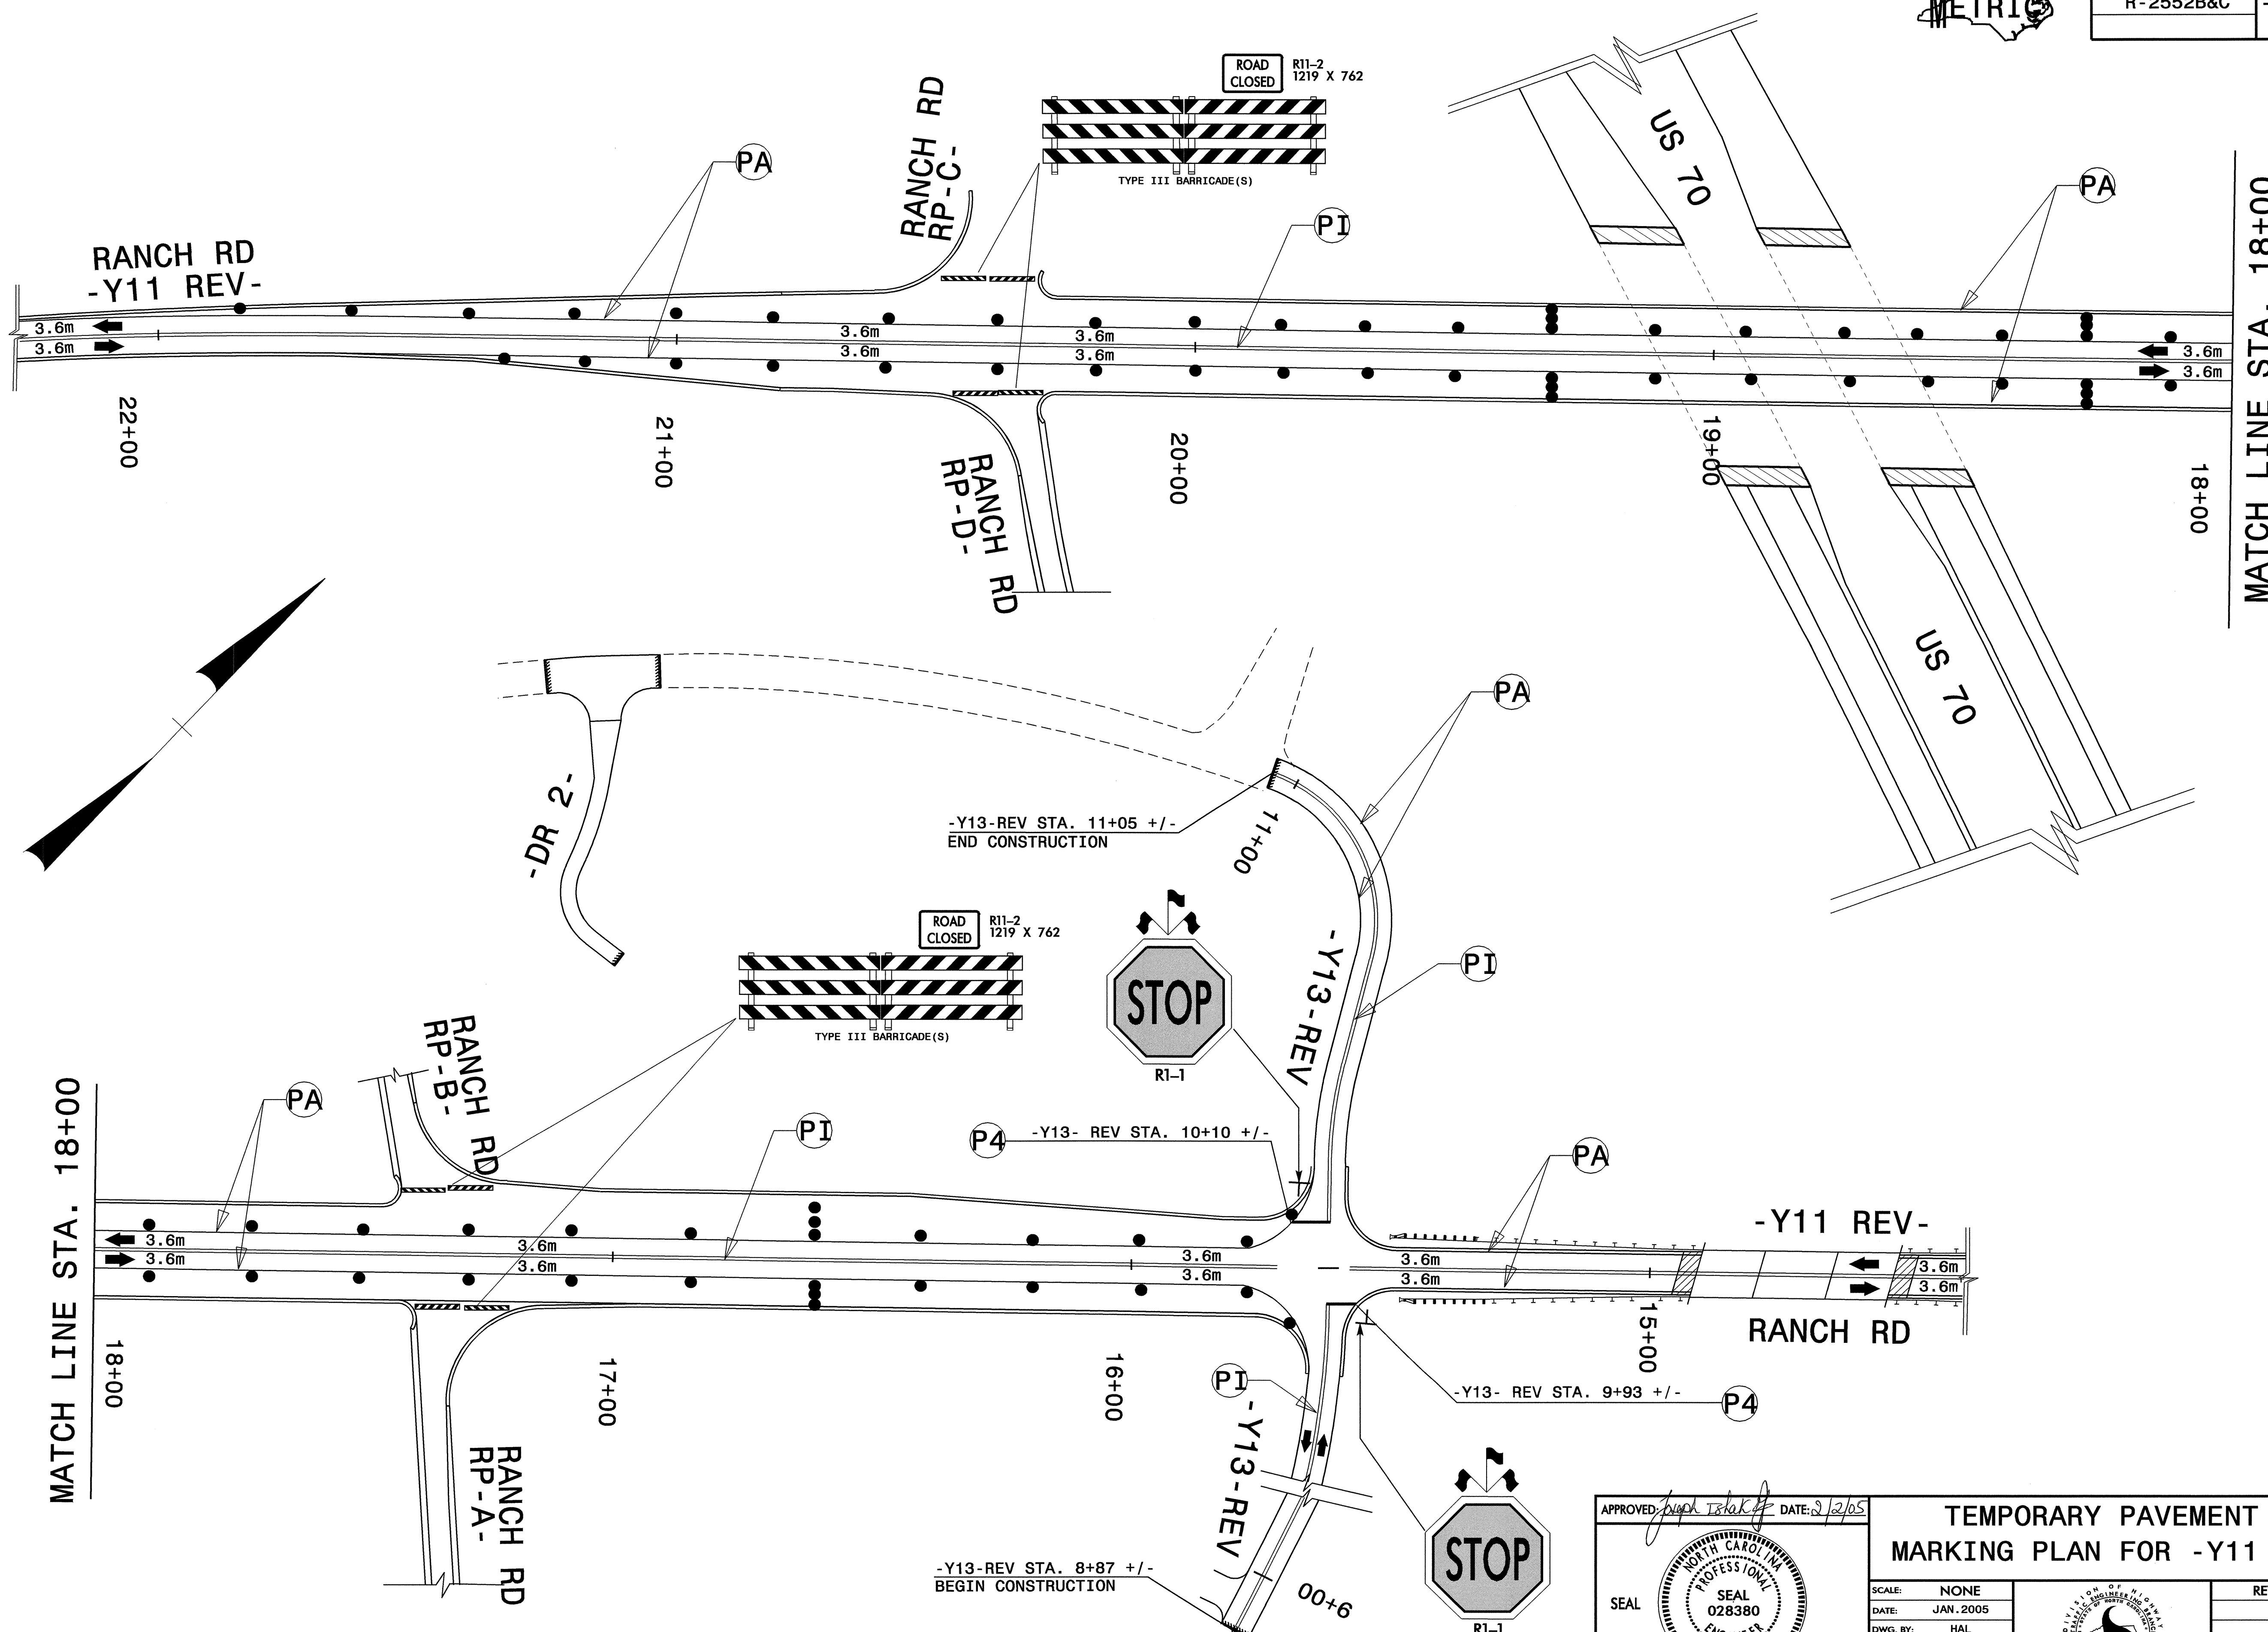 METRIC
R-2552B&C
ROAD
CLOSED
R11-2
1219 X 762
TYPE III BARRICADE(S)
RANCH RD
RP-C-
PA
PI
PA
US 70
RANCH RD
-Y11 REV-
3.6m
3.6m
3.6m
3.6m
3.6m
3.6m
3.6m
3.6m
22+00
21+00
20+00
19+00
18+00
MATCH LINE STA. 18+00
RANCH RD
RP-D-
US 70
-DR 2-
PA
-Y13-REV STA. 11+05 +/-
END CONSTRUCTION
11+00
ROAD
CLOSED
R11-2
1219 X 762
TYPE III BARRICADE(S)
STOP
R1-1
-Y13-REV
PI
RANCH RD
RP-B-
MATCH LINE STA. 18+00
PA
PI
P4
-Y13- REV STA. 10+10 +/-
PA
-Y11 REV-
3.6m
3.6m
3.6m
3.6m
3.6m
3.6m
3.6m
3.6m
3.6m
3.6m
RANCH RD
18+00
17+00
16+00
15+00
PI
-Y13- REV STA. 9+93 +/-
P4
RANCH RD
RP-A-
-Y13-REV
STOP
R1-1
-Y13-REV STA. 8+87 +/-
BEGIN CONSTRUCTION
9+00
APPROVED: DATE: 2/2/05
TEMPORARY PAVEMENT
MARKING PLAN FOR -Y11
SEAL
NORTH CAROLINA
PROFESSIONAL
SEAL
028380
SCALE: NONE
DATE: JAN.2005
DWG. BY: HAL